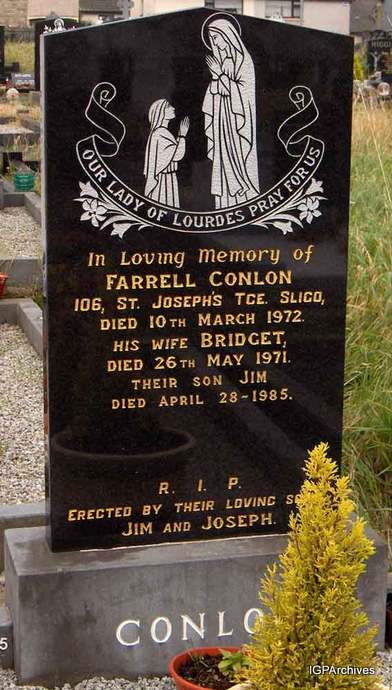 OUR LADY OF LOURDES PRAY FOR US
In Loving Memory of
FARRELL CONLON
106, ST. JOSEPH'S TCE. SLIGO,
DIED 10TH MARCH 1972.
HIS WIFE BRIDGET,
DIED 26TH MAY 1971.
THEIR SON JIM
DIED APRIL 28-1985.
R. I. P.
ERECTED BY THEIR LOVING
JIM AND JOSEPH.
CONLO
5
IGPArchives